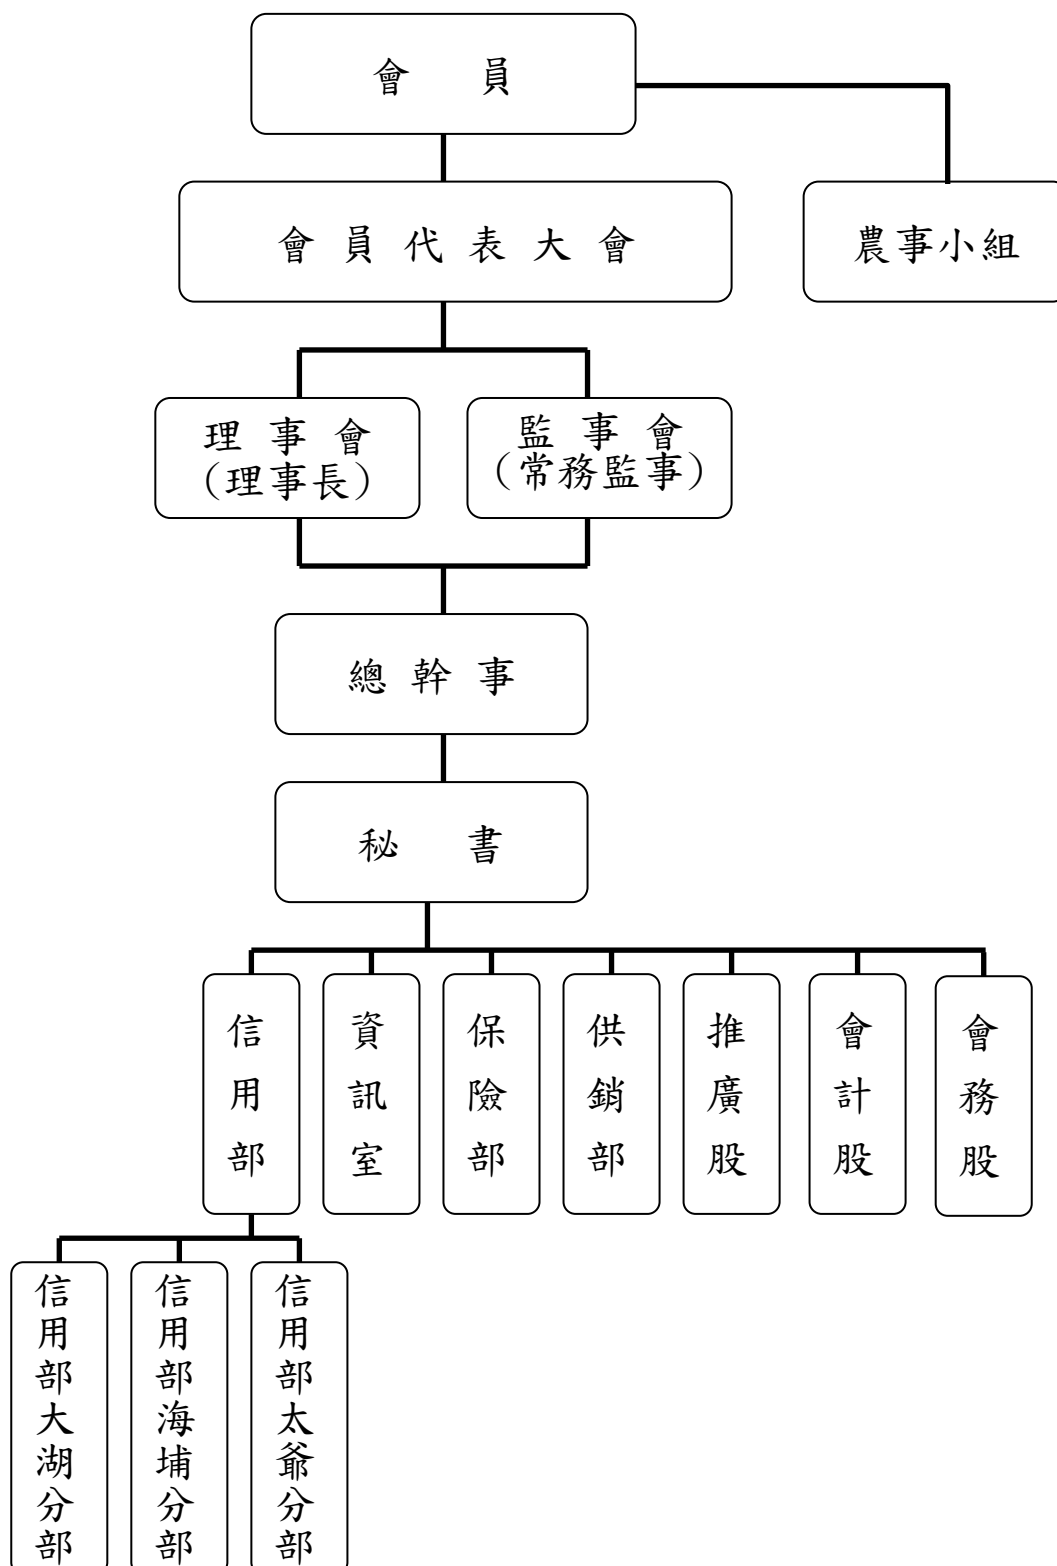 會員
會員代表大會
農事小組
理事會
(理事長)
監事會
(常務監事)
總幹事
秘書
信用部
資訊室
保險部
供銷部
推廣股
會計股
會務股
信用部大湖分部
信用部海埔分部
信用部太爺分部